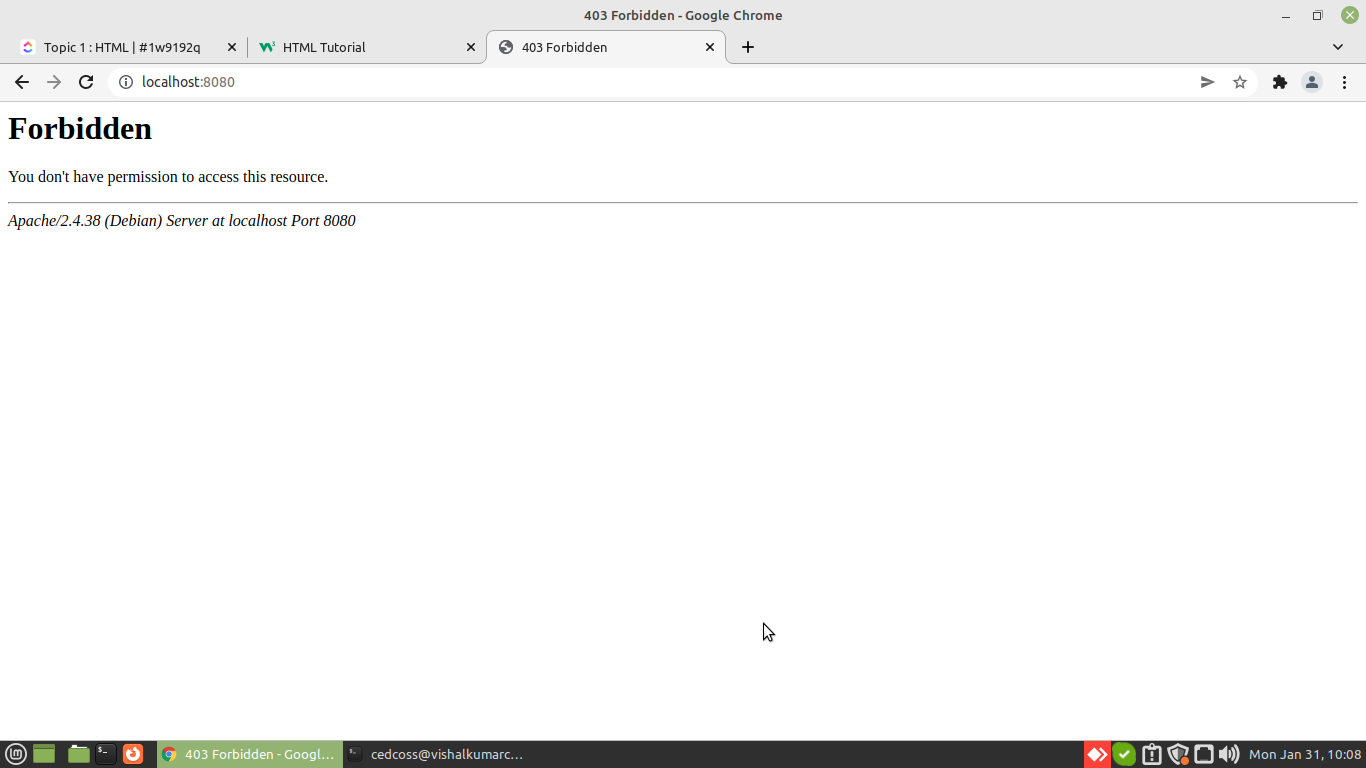 403 Forbidden - Google Chrome
Topic 1 : HTML | #1w9192q
HTML Tutorial
403 Forbidden
localhost:8080
Forbidden
You don't have permission to access this resource.
Apache/2.4.38 (Debian) Server at localhost Port 8080
403 Forbidden - Googl...
cedcoss@vishalkumarc...
Mon Jan 31, 10:08